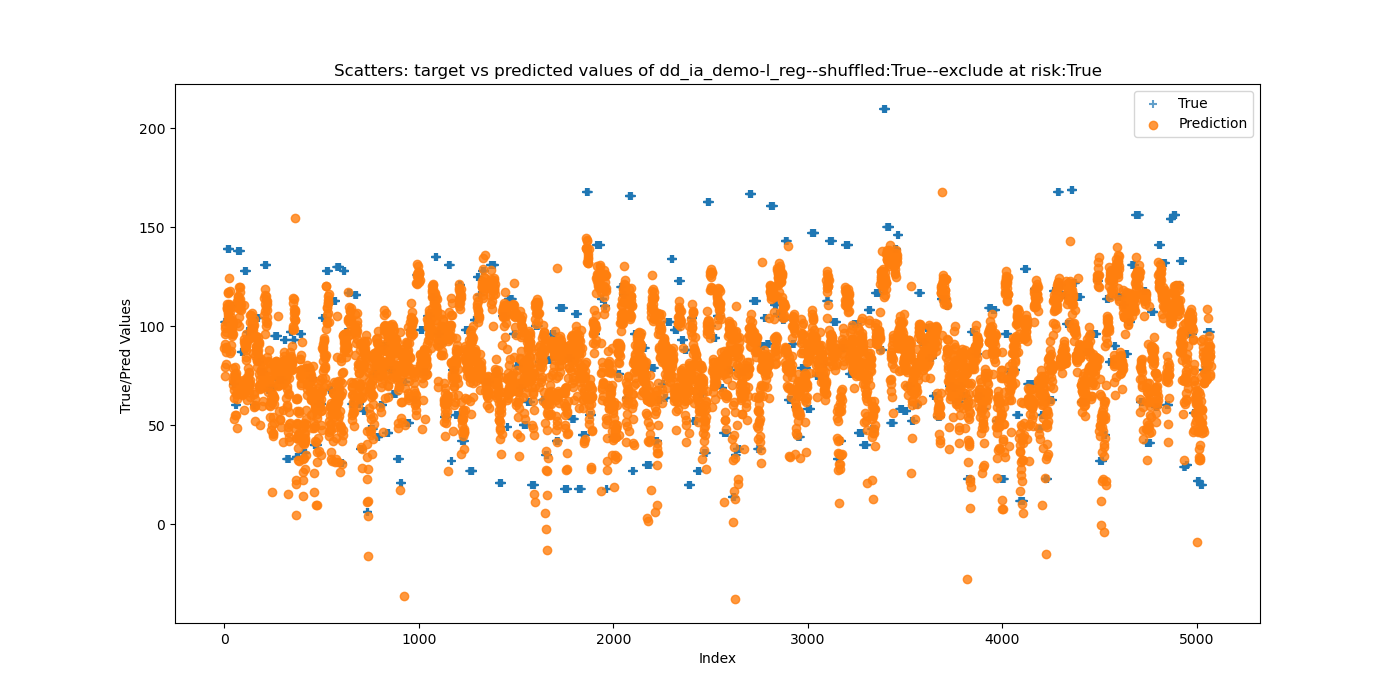 Scatters: target vs predicted values of dd_ia_demo-l_reg--shuffled:True--exclude at risk:True
True
Prediction
200
150
100
50
0
True/Pred Values
0 1000 2000 3000 4000 5000
Index